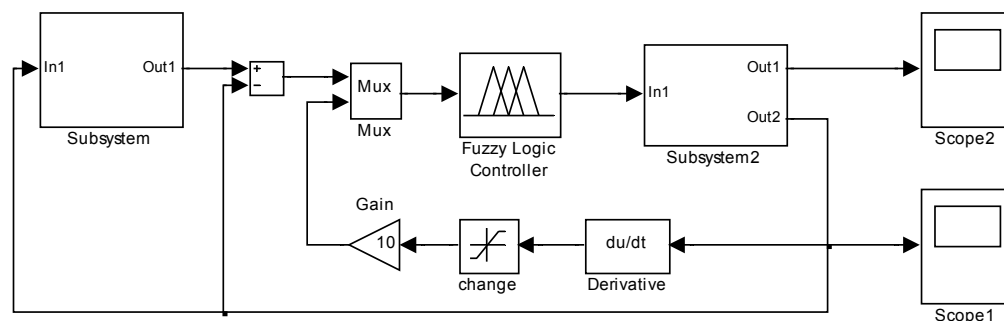 In1
Out1
Subsystem
+
−
Mux
Mux
Fuzzy Logic
Controller
In1
Out1
Out2
Subsystem2
Scope2
Gain
10
change
du/dt
Derivative
Scope1